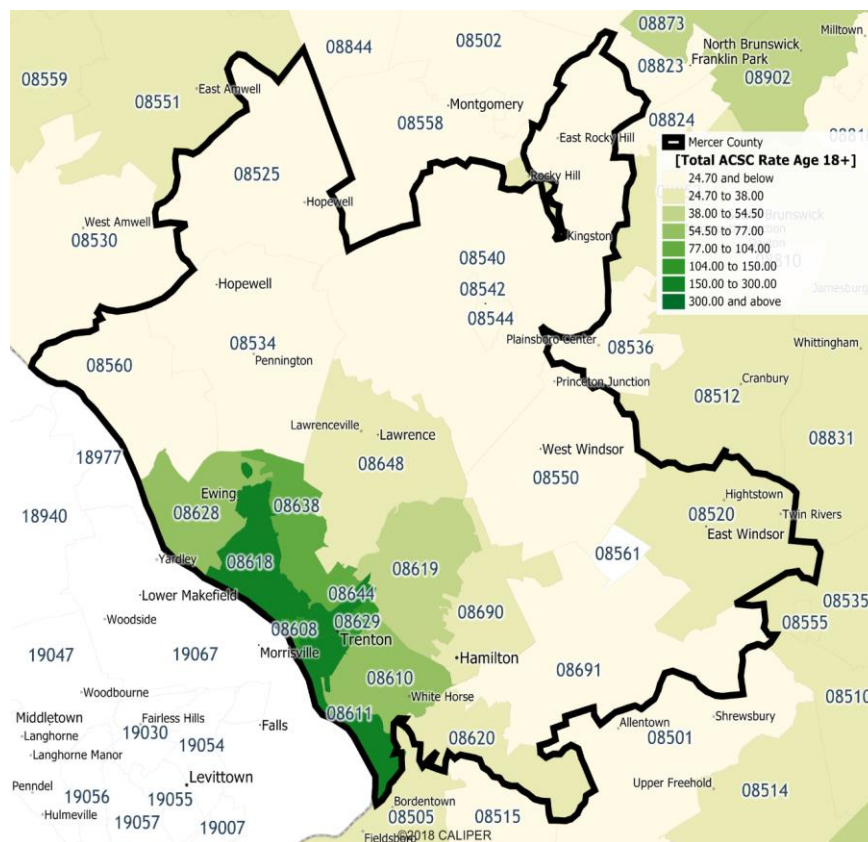 08873
Milltown
08844
08502
North Brunswick
Franklin Park
08823
08902
08559
08551
East Amwell
Montgomery
08824
08558
East Rocky Hill
Mercer County
[Total ACSC Rate Age 18+]
24.70 and below
24.70 to 38.00
38.00 to 54.50
54.50 to 77.00
77.00 to 104.00
104.00 to 150.00
150.00 to 300.00
300.00 and above
08525
Rocky Hill
Hopewell
West Amwell
08530
Kingston
08540
08810
Hopewell
08542
Jamesburg
08544
08534
Pennington
Plainsboro Center
08536
Whittingham
08560
Princeton Junction
Cranbury
08512
Lawrenceville
Lawrence
08831
18977
08648
West Windsor
08550
Ewing
08628
08638
18940
Hightstown
08520
Twin Rivers
East Windsor
Yardley
08618
08561
08619
Lower Makefield
08644
08535
Woodside
08608
08629
Trenton
08690
08555
Morrisville
19047
19067
Hamilton
08691
08610
Woodbourne
White Horse
08510
Middletown
Fairless Hills
08611
Langhorne
19030
Falls
Shrewsbury
Allentown
19054
08620
08501
Langhorne Manor
Levittown
Upper Freehold
Penndel
19056
19055
08514
Hulmeville
19057
19007
Bordentown
08505
08515
Fieldsboro
©2018 CALIPER